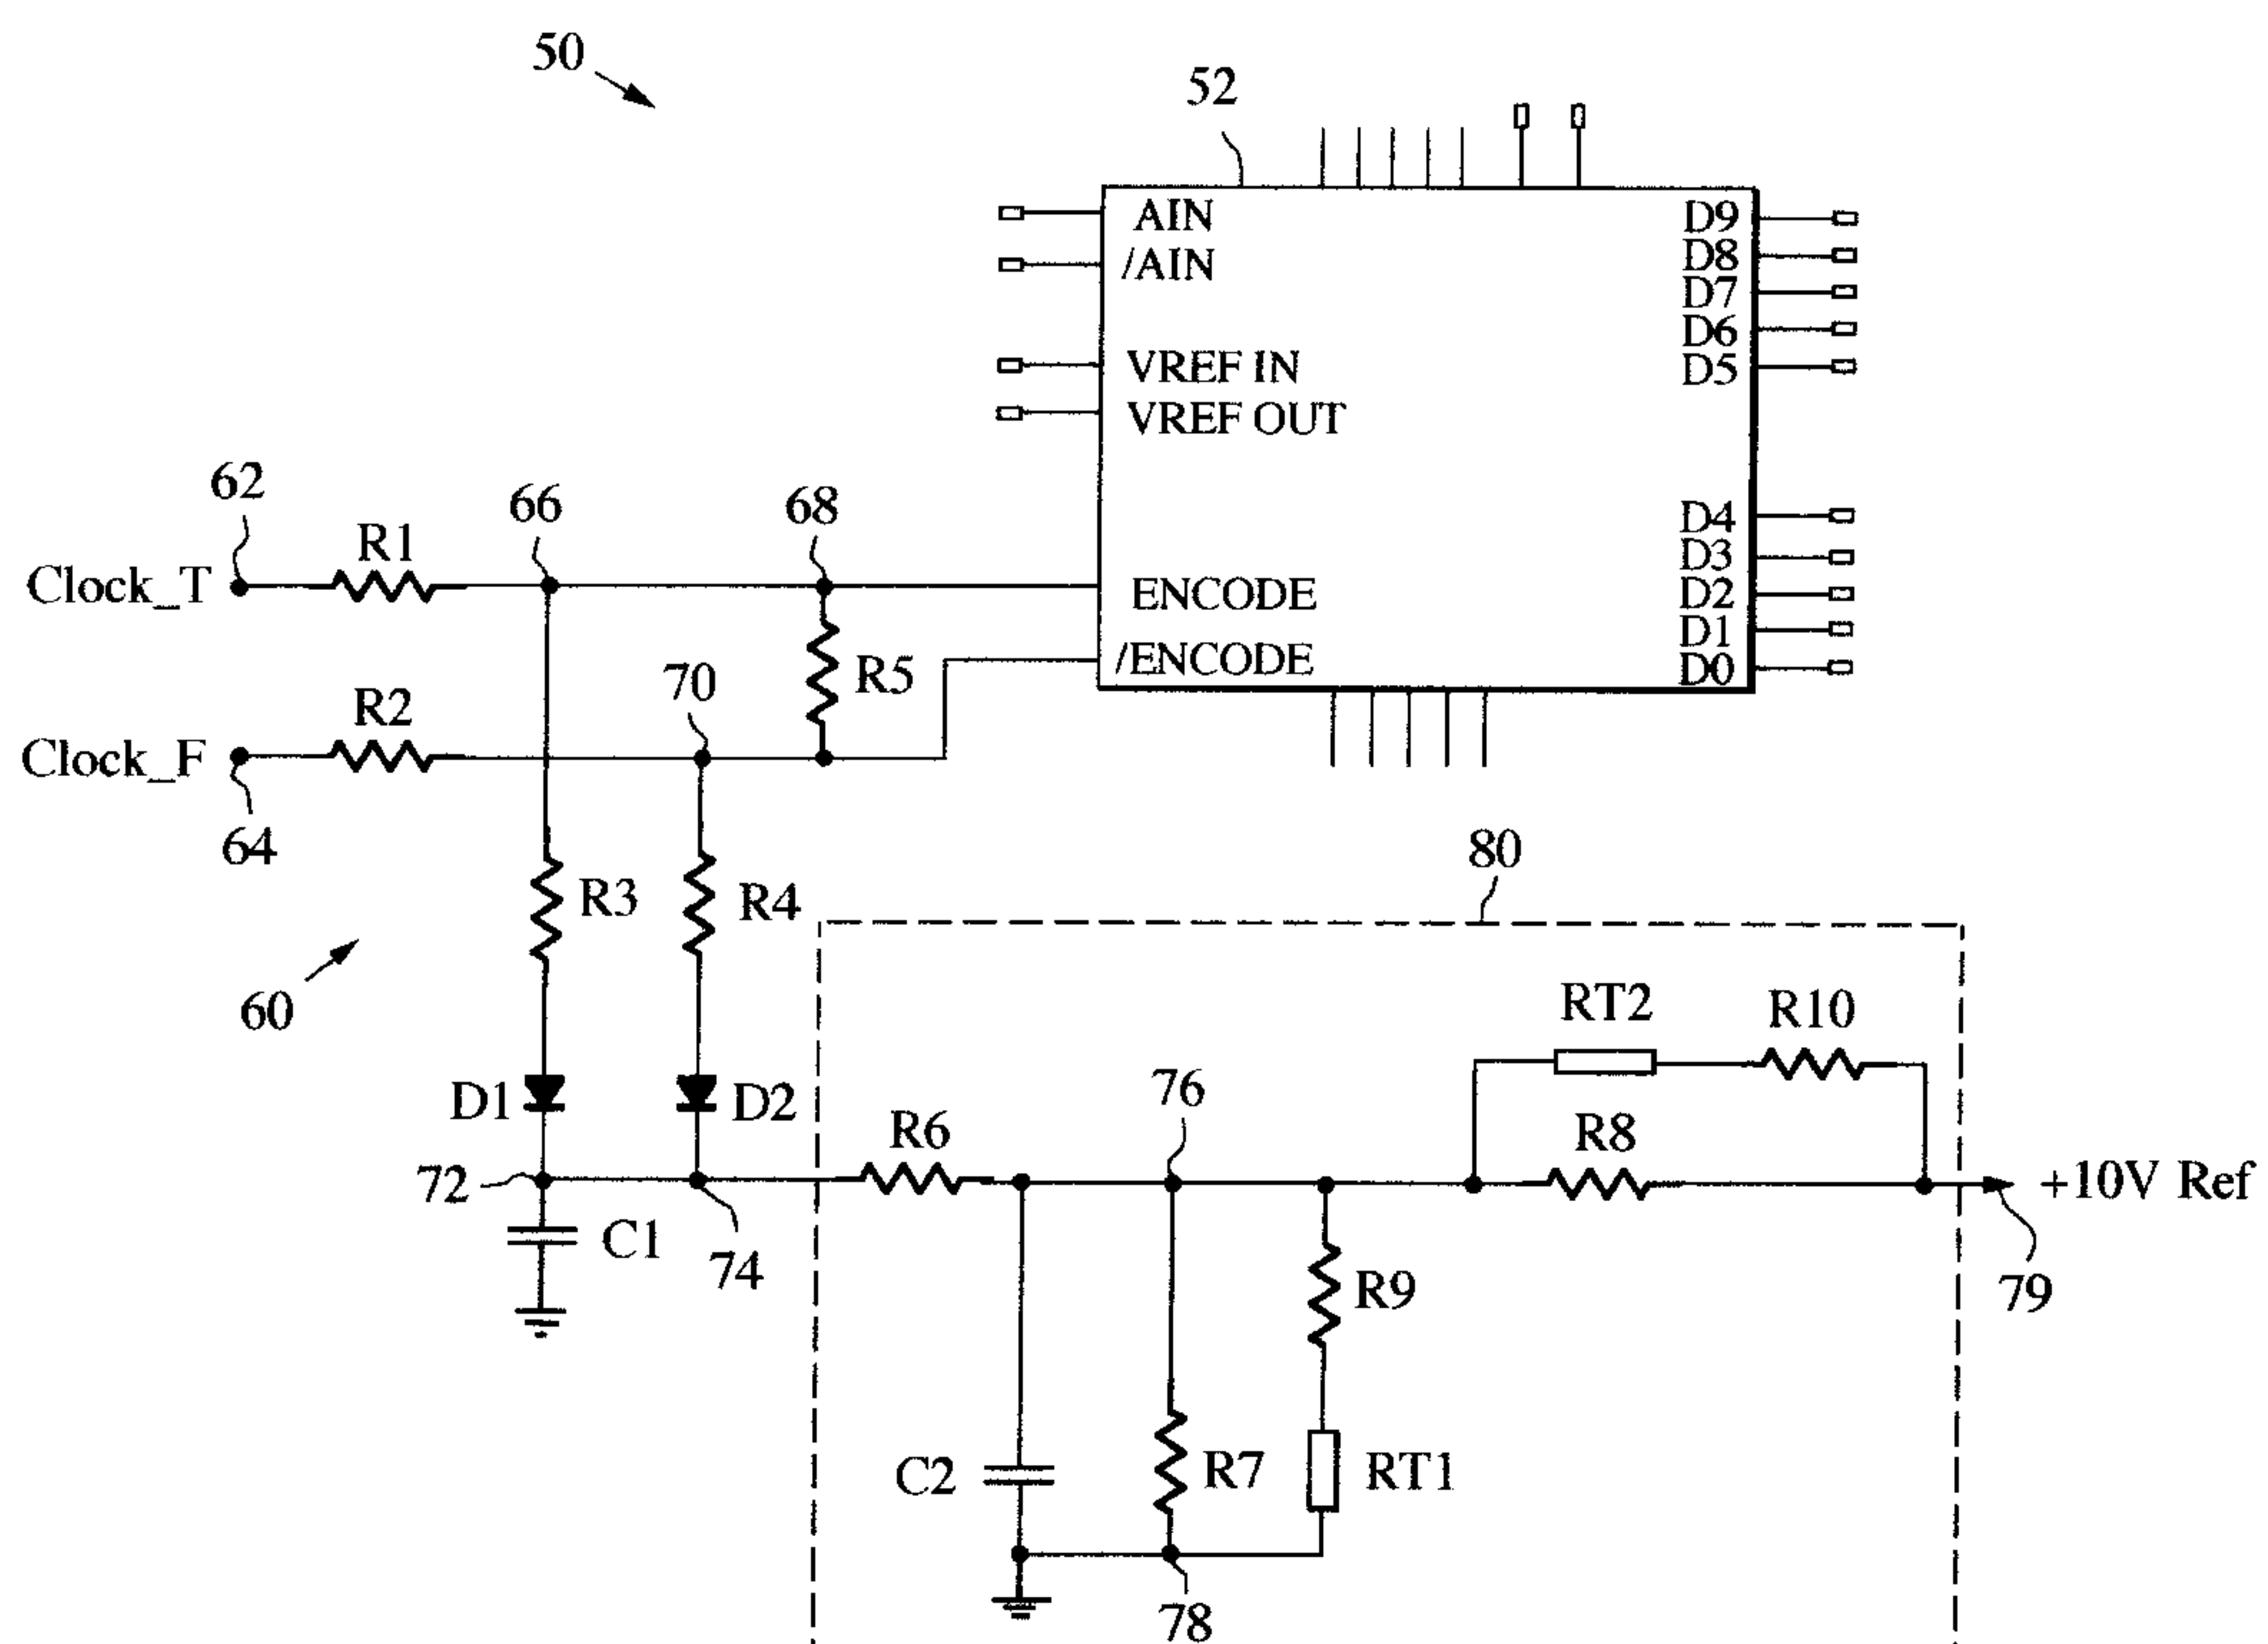 50
52
AIN
/AIN
VREF IN
VREF OUT
ENCODE
/ENCODE
D9
D8
D7
D6
D5
D4
D3
D2
D1
D0
62
66
68
Clock_T
R1
R5
70
R2
Clock_F
64
80
R3
R4
60
RT2
R10
D1
D2
76
R6
R8
72
+10V Ref
C1
74
79
R9
C2
R7
RT1
78